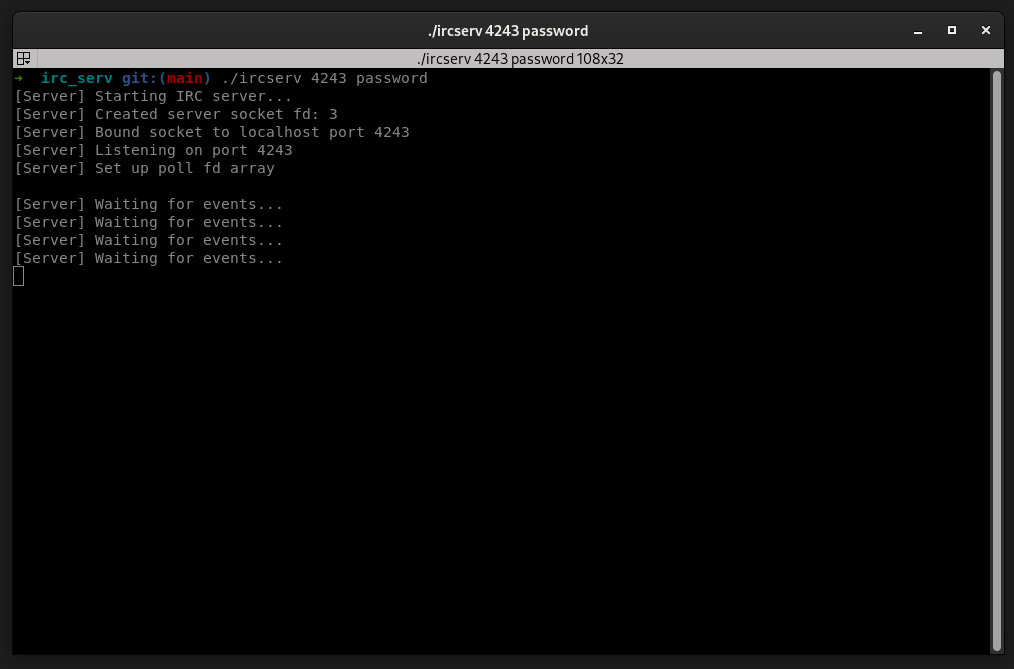 ./ircserv 4243 password
./ircserv 4243 password 108x32
➜  irc_serv git:(main) ./ircserv 4243 password
[Server] Starting IRC server...
[Server] Created server socket fd: 3
[Server] Bound socket to localhost port 4243
[Server] Listening on port 4243
[Server] Set up poll fd array
[Server] Waiting for events...
[Server] Waiting for events...
[Server] Waiting for events...
[Server] Waiting for events...